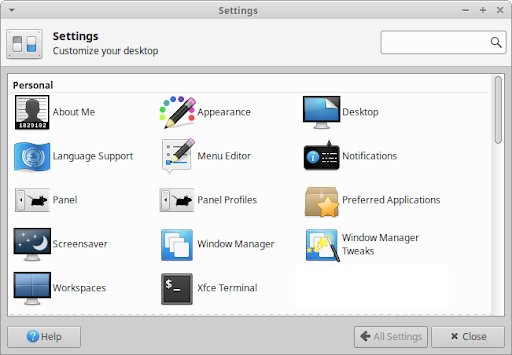 Settings
Settings
Customize your desktop
Personal
About Me
Appearance
Desktop
Language Support
Menu Editor
Notifications
Panel
Panel Profiles
Preferred Applications
Screensaver
Window Manager
Window Manager
Tweaks
Workspaces
Xfce Terminal
Help
All Settings
Close